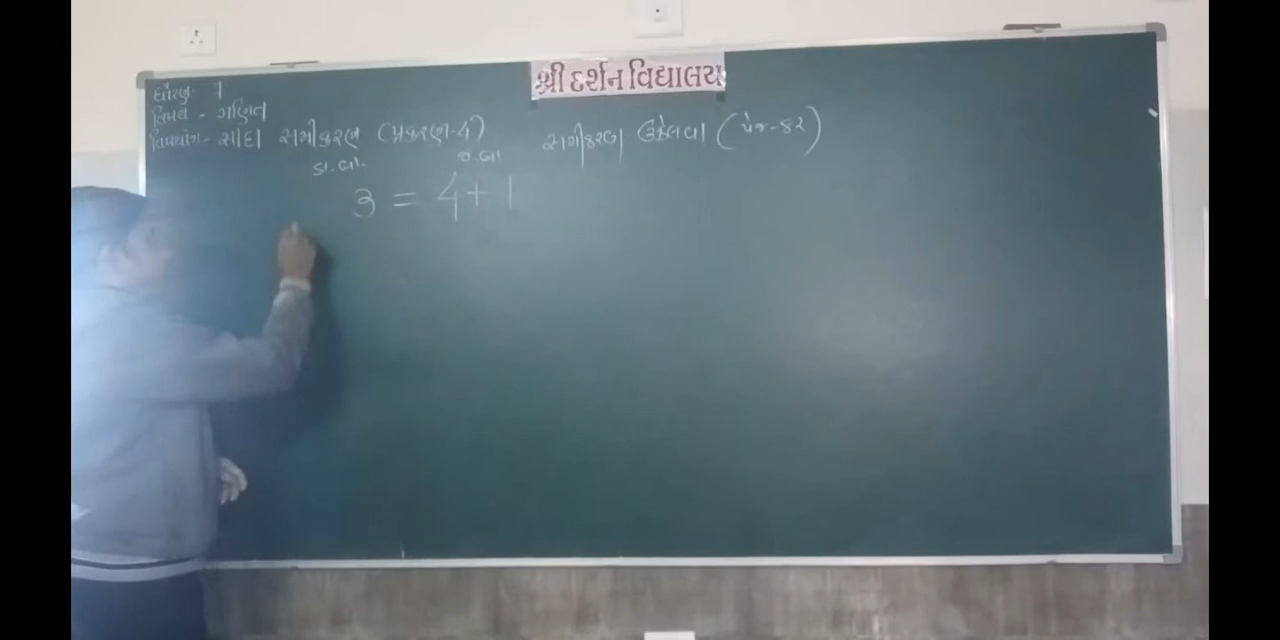 શ્રી દર્શન વિદ્યાલય
ધોરણ - 7
વિષય - ગણિત
વિષયાંગ - સાદા સમીકરણ (પ્રકરણ-4) સમીકરણ ઉકેલવા (પેજ-82)
ડા.બા. જ.બા
3 = 4 + 1